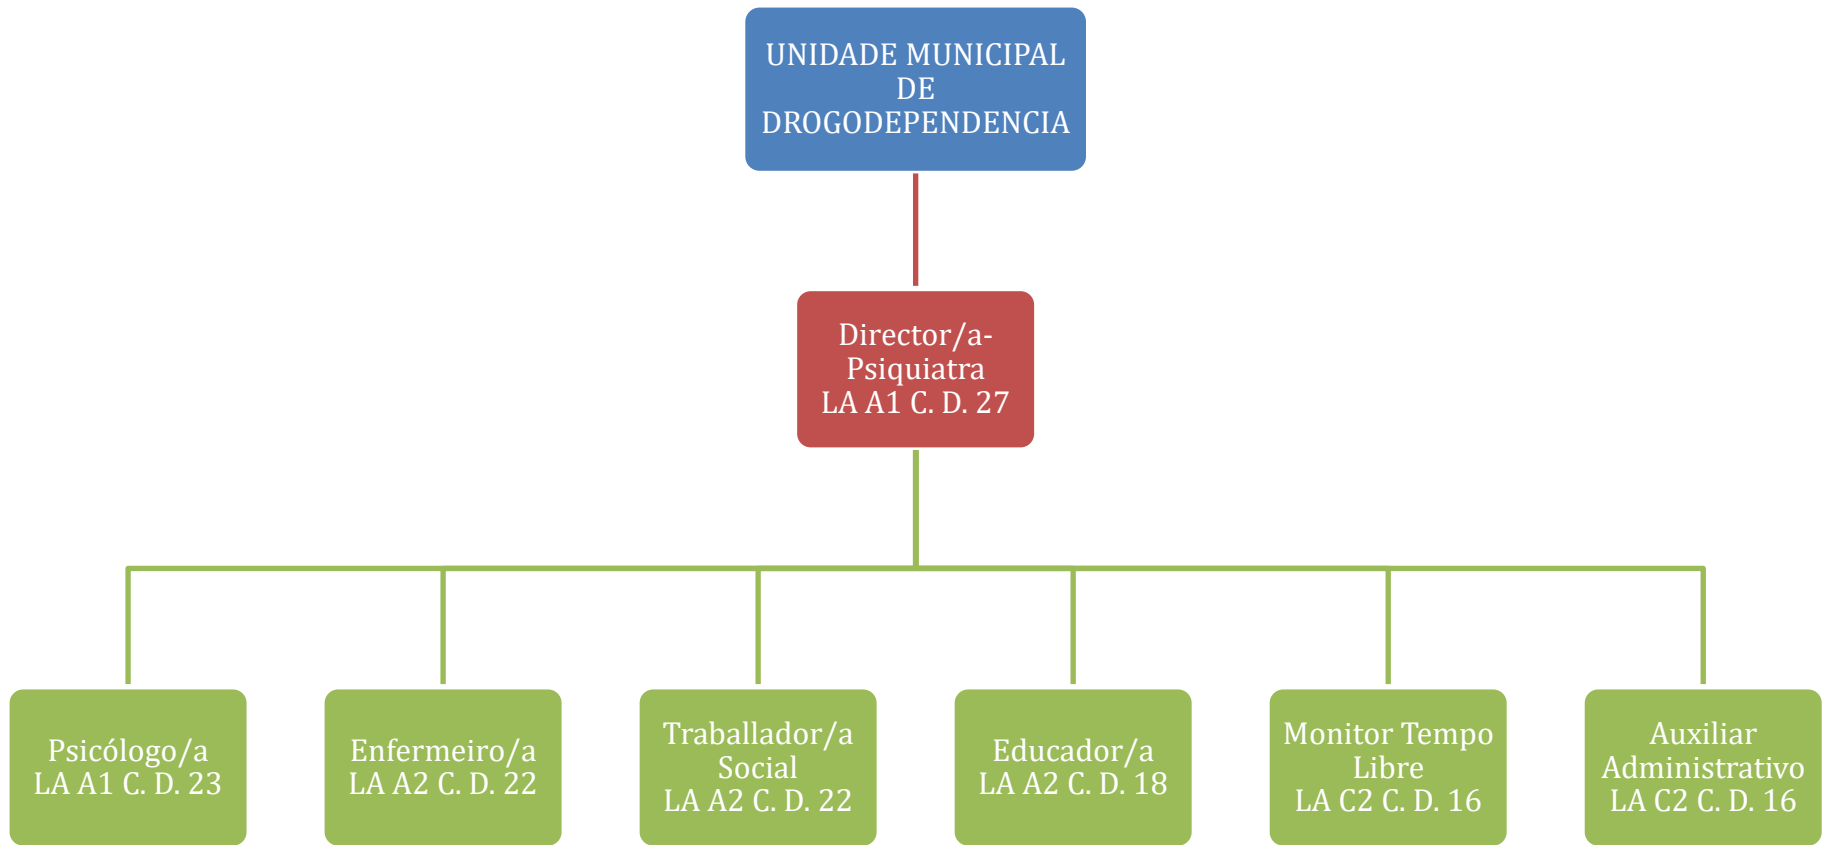 UNIDADE MUNICIPAL
DE
DROGODEPENDENCIA
Director/a-
Psiquiatra
LA A1 C. D. 27
Psicólogo/a
LA A1 C. D. 23
Enfermeiro/a
LA A2 C. D. 22
Traballador/a
Social
LA A2 C. D. 22
Educador/a
LA A2 C. D. 18
Monitor Tempo
Libre
LA C2 C. D. 16
Auxiliar
Administrativo
LA C2 C. D. 16